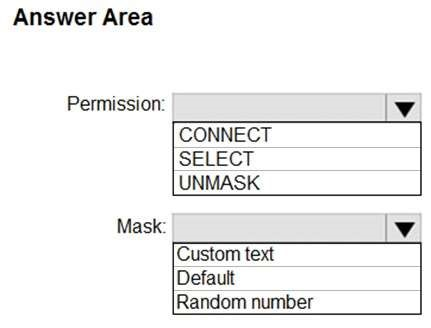 Answer Area
Permission:
CONNECT
SELECT
UNMASK
Mask:
Custom text
Default
Random number